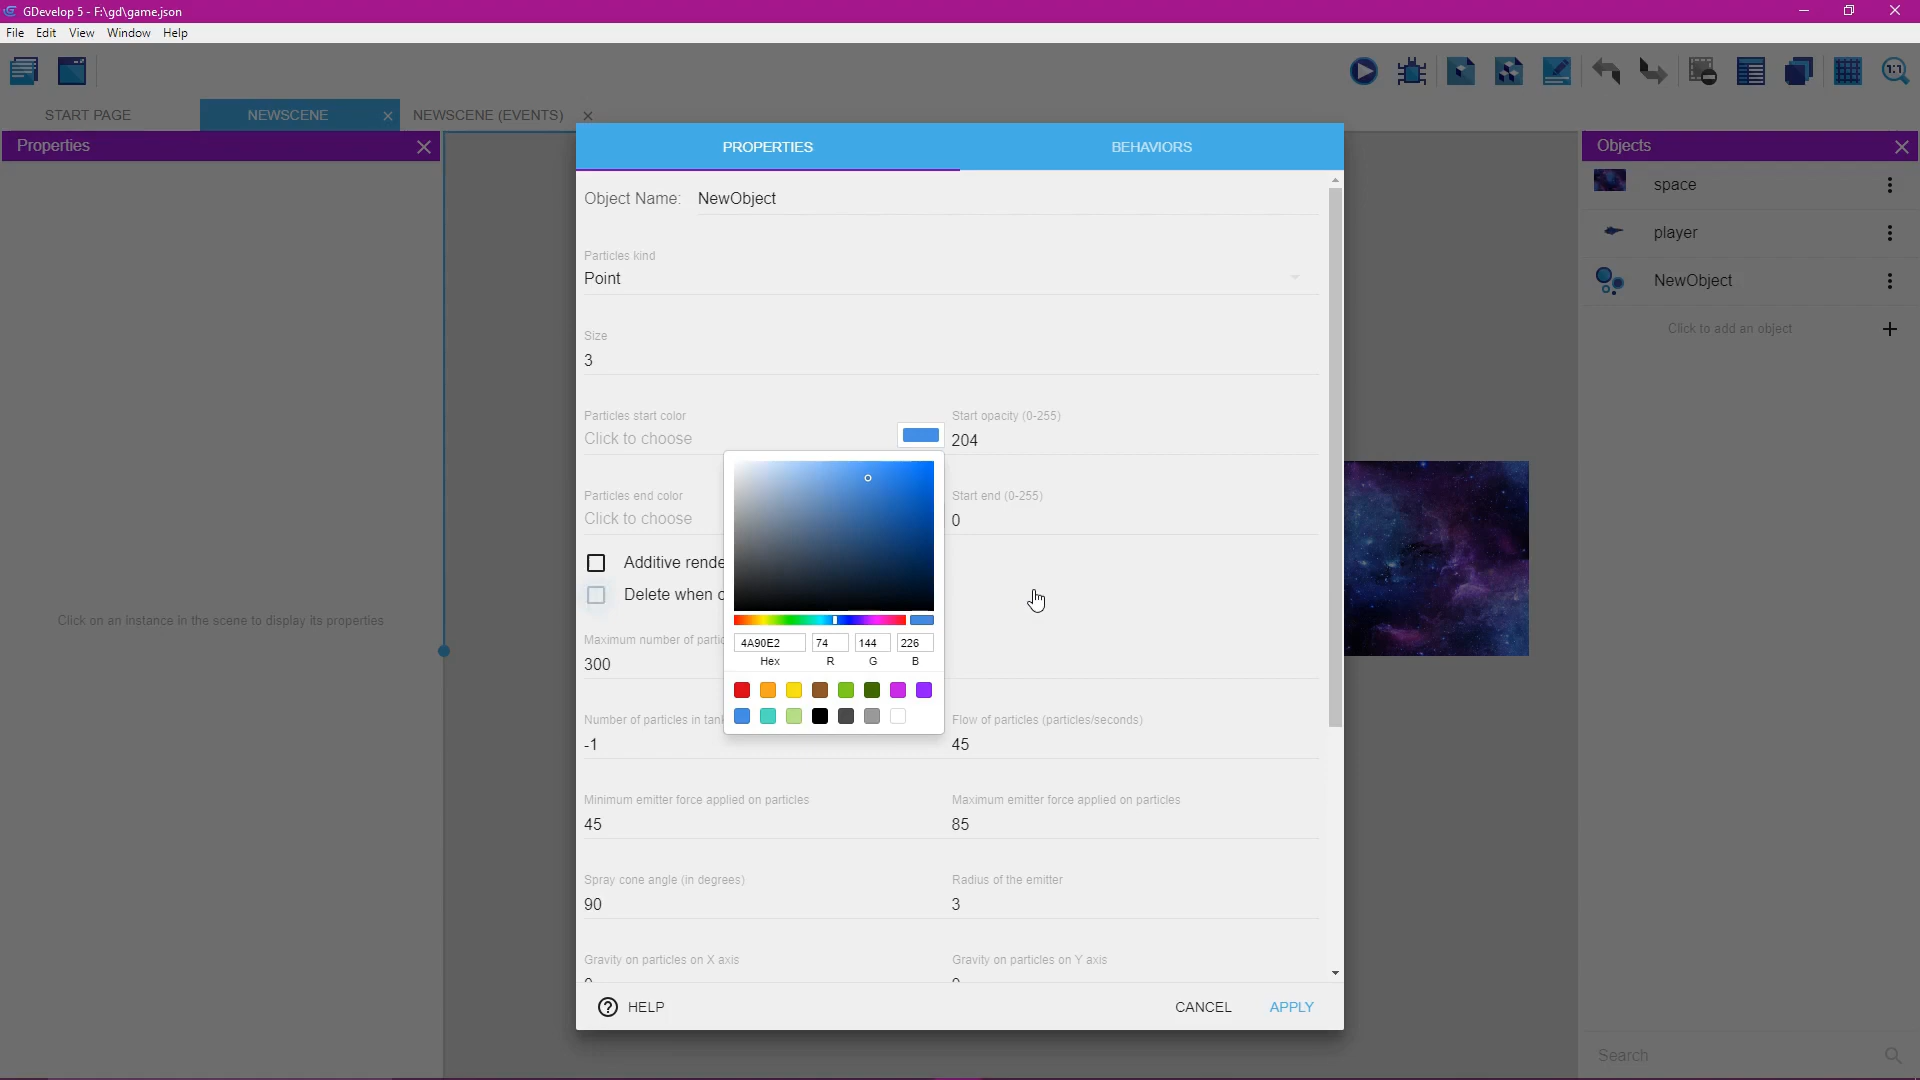 GDevelop 5 - F:\gd\game.json
File Edit View Window Help
1:1
START PAGE NEWSCENE NEWSCENE (EVENTS)
Properties
Click on an instance in the scene to display its properties
PROPERTIES BEHAVIORS
Object Name: NewObject
Particles kind
Point
Size
3
Particles start color Start opacity (0-255)
Click to choose 204
Particles end color Start end (0-255)
Click to choose 0
Additive rende
Delete when
Maximum number of partic
300
4A90E2 74 144 226
Hex R G B
Number of particles in tank Flow of particles (particles/seconds)
-1 45
Minimum emitter force applied on particles Maximum emitter force applied on particles
45 85
Spray cone angle (in degrees) Radius of the emitter
90 3
Gravity on particles on X axis Gravity on particles on Y axis
HELP CANCEL APPLY
Objects
space
player
NewObject
Click to add an object
Search